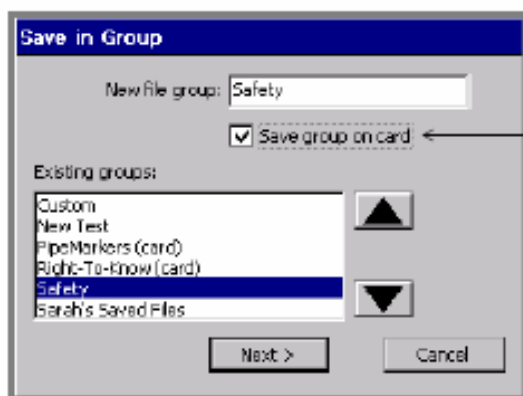 Save in Group
New file group: Safety
Save group on card
Existing groups:
Custom
New Test
PipeMarkers (card)
Right-To-Know (card)
Safety
Sarah's Saved Files
Next >
Cancel